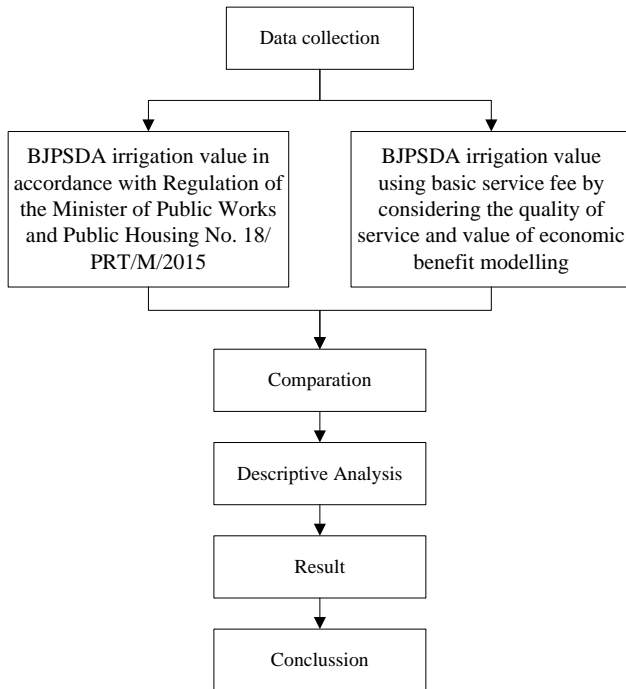 Data collection
BJPSDA irrigation value in
accordance with Regulation of
the Minister of Public Works
and Public Housing No. 18/
PRT/M/2015
BJPSDA irrigation value
using basic service fee by
considering the quality of
service and value of economic
benefit modelling
Comparation
Descriptive Analysis
Result
Conclussion